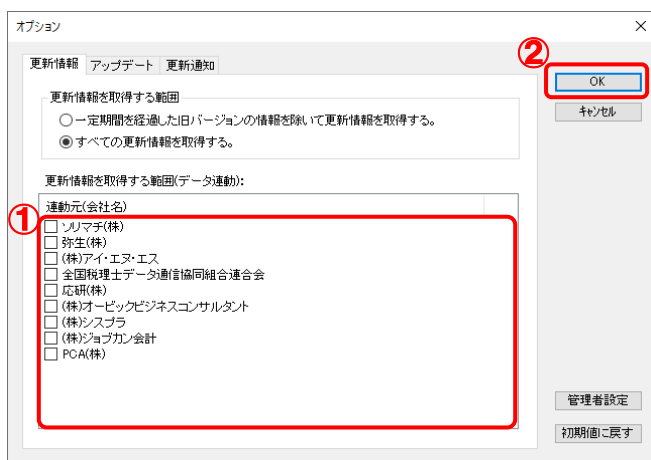 オプション
②
更新情報 アップデート 更新通知
OK
更新情報を取得する範囲
キャンセル
一定期間を経過した旧バージョンの情報を除いて更新情報を取得する。
すべての更新情報を取得する。
更新情報を取得する範囲(データ連動):
①
連動元(会社名)
ソリマチ(株)
弥生(株)
(株)アイ・エヌ・エス
全国税理士データ通信協同組合連合会
応研(株)
(株)オービックビジネスコンサルタント
(株)シスプラ
(株)ジョブカン会計
PCA(株)
管理者設定
初期値に戻す